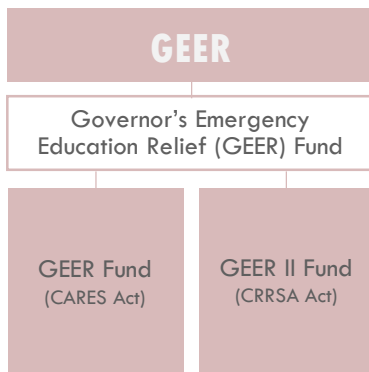 GEER
Governor’s Emergency
Education Relief (GEER) Fund
GEER Fund
(CARES Act)
GEER II Fund
(CRRSA Act)